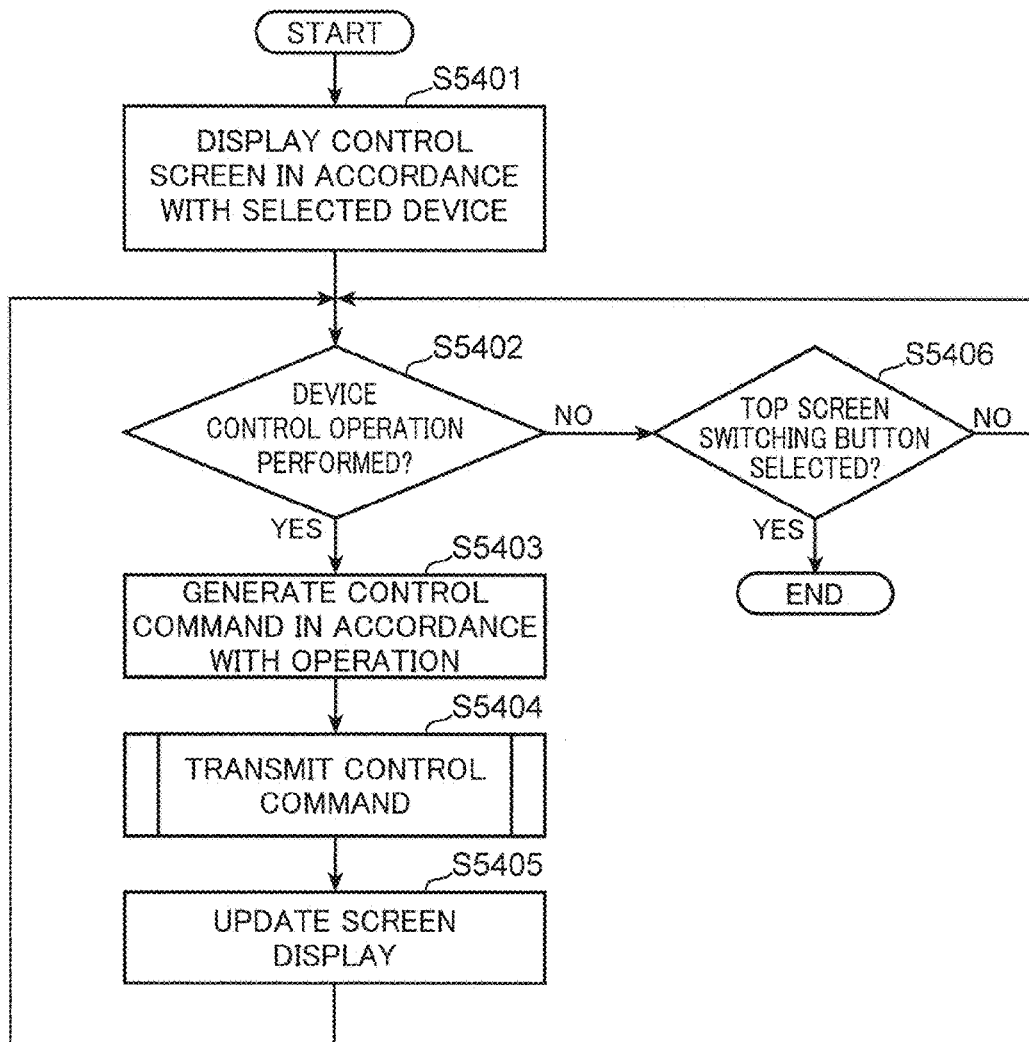 START
S5401
DISPLAY CONTROL
SCREEN IN ACCORDANCE
WITH SELECTED DEVICE
S5402
DEVICE
CONTROL OPERATION
PERFORMED?
NO
YES
S5406
TOP SCREEN
SWITCHING BUTTON
SELECTED?
NO
YES
END
S5403
GENERATE CONTROL
COMMAND IN ACCORDANCE
WITH OPERATION
S5404
TRANSMIT CONTROL
COMMAND
S5405
UPDATE SCREEN
DISPLAY